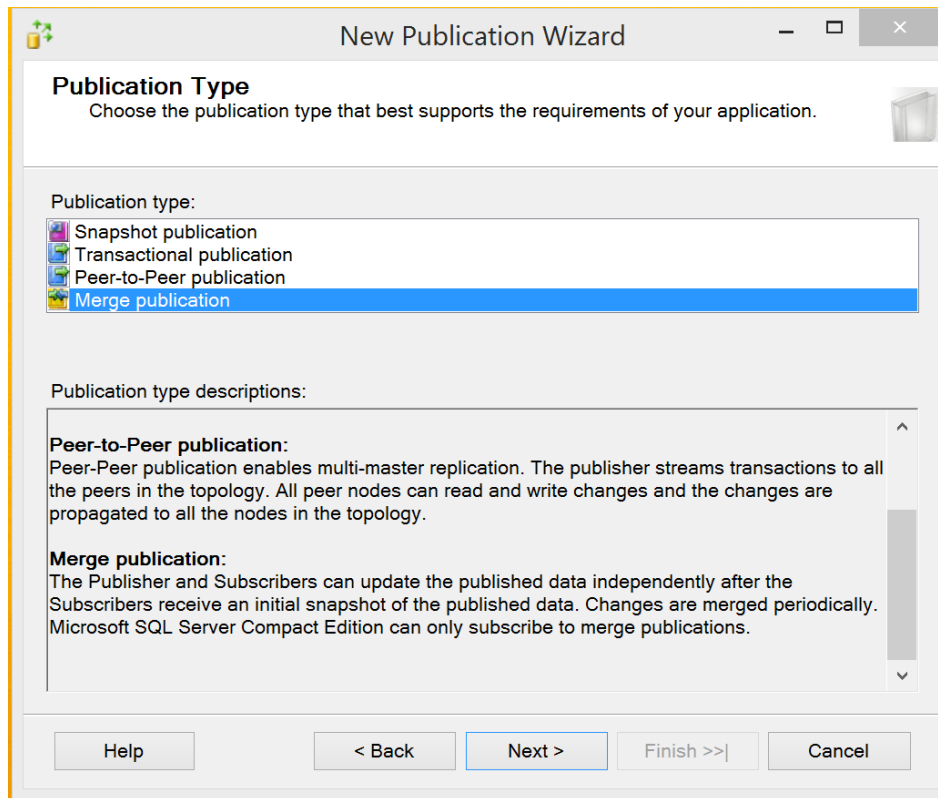 New Publication Wizard
Publication Type
Choose the publication type that best supports the requirements of your application.
Publication type:
Snapshot publication
Transactional publication
Peer-to-Peer publication
Merge publication
Publication type descriptions:
Peer-to-Peer publication:
Peer-Peer publication enables multi-master replication. The publisher streams transactions to all
the peers in the topology. All peer nodes can read and write changes and the changes are
propagated to all the nodes in the topology.
Merge publication:
The Publisher and Subscribers can update the published data independently after the
Subscribers receive an initial snapshot of the published data. Changes are merged periodically.
Microsoft SQL Server Compact Edition can only subscribe to merge publications.
Help
< Back
Next >
Finish >>|
Cancel